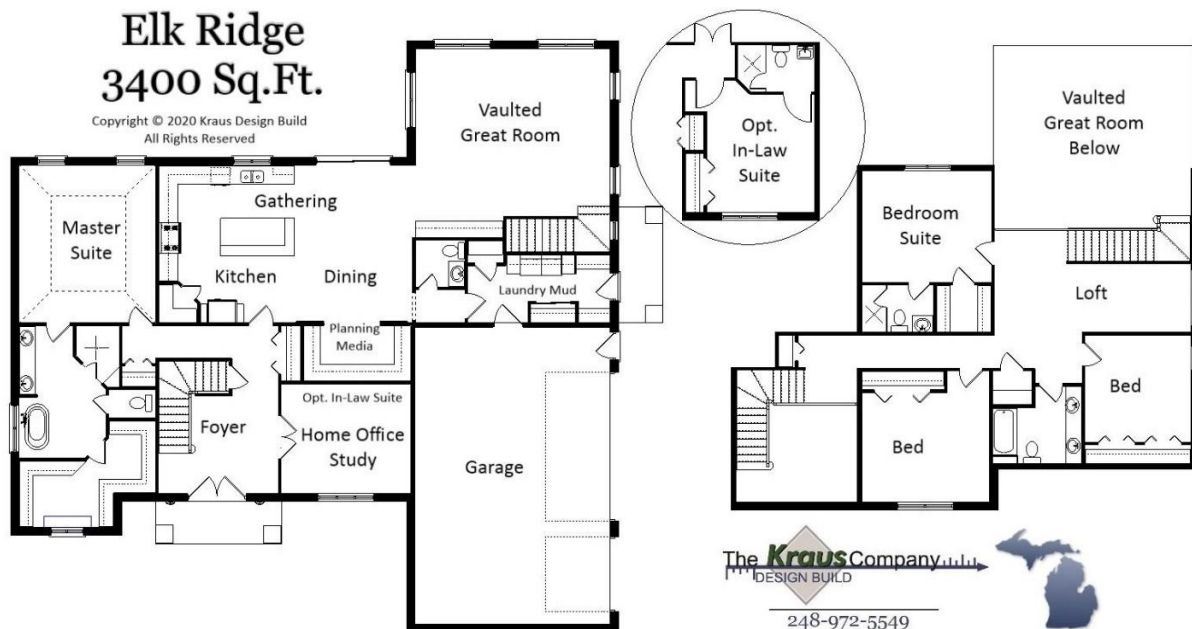 Elk Ridge
3400 Sq.Ft.
Copyright © 2020 Kraus Design Build
All Rights Reserved
Vaulted
Great Room
Gathering
Master
Suite
Kitchen
Dining
Laundry Mud
Planning
Media
Opt. In-Law Suite
Home Office
Study
Foyer
Garage
Opt.
In-Law
Suite
Vaulted
Great Room
Below
Bedroom
Suite
Loft
Bed
Bed
The Kraus Company
DESIGN BUILD
248-972-5549